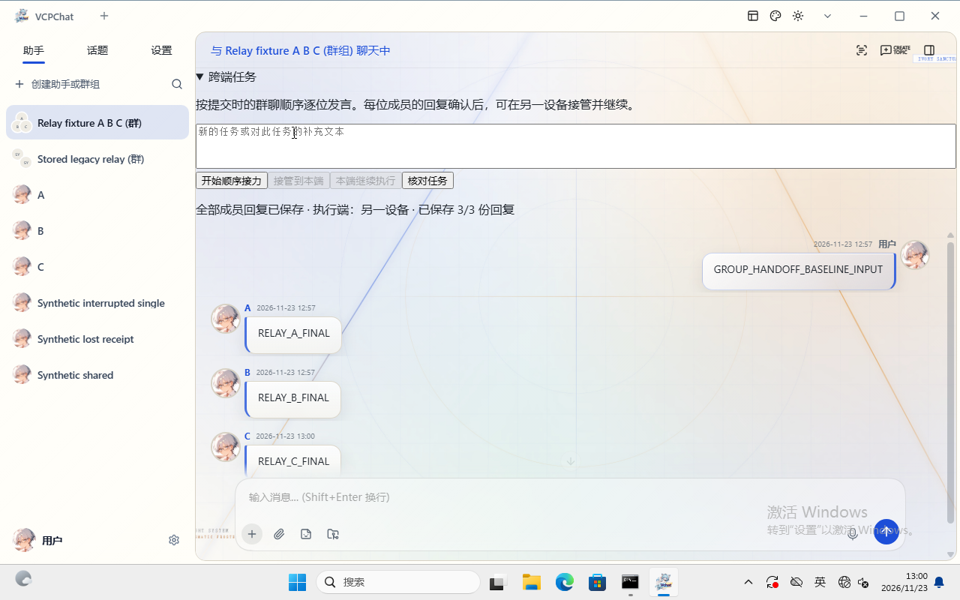 VCPChat
助手
话题
设置
创建助手或群组
Relay fixture A B C (群)
Stored legacy relay (群)
A
B
C
Synthetic interrupted single
Synthetic lost receipt
Synthetic shared
用户
与 Relay fixture A B C (群组) 聊天中
跨端任务
按提交时的群聊顺序逐位发言。每位成员的回复确认后，可在另一设备接管并继续。
新的任务或对此任务的补充文本
开始顺序接力
接管到本端
本端继续执行
核对任务
全部成员回复已保存 · 执行端：另一设备 · 已保存 3/3 份回复
2026-11-23 12:57 用户
GROUP_HANDOFF_BASELINE_INPUT
A 2026-11-23 12:57
RELAY_A_FINAL
B 2026-11-23 12:57
RELAY_B_FINAL
C 2026-11-23 13:00
RELAY_C_FINAL
输入消息... (Shift+Enter 换行)
激活 Windows
转到"设置"以激活 Windows。
搜索
英
13:00
2026/11/23